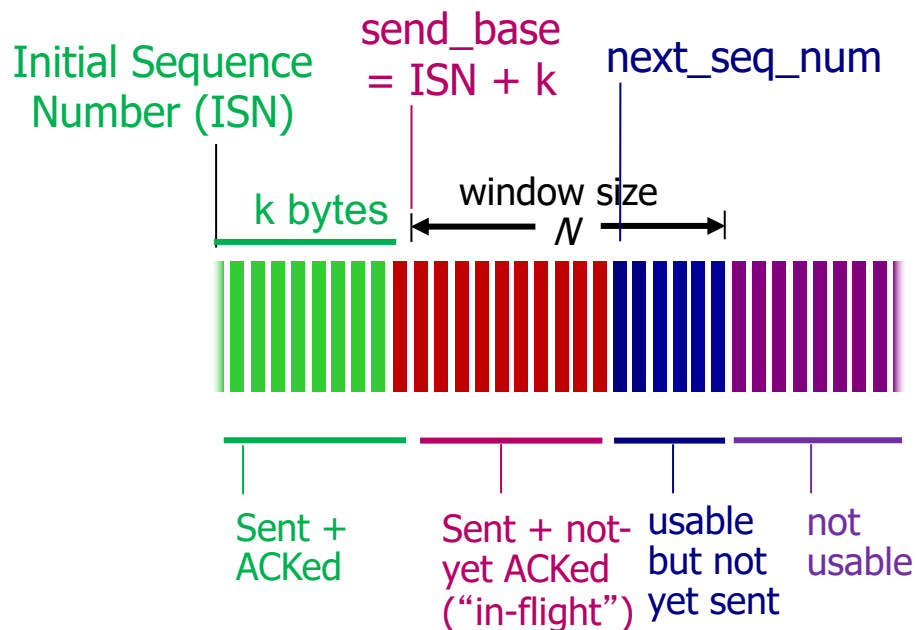 Initial Sequence
Number (ISN)
send_base
= ISN + k
next_seq_num
k bytes
window size
N
Sent +
ACKed
Sent + not-
yet ACKed
(“in-flight”)
usable
but not
yet sent
not
usable